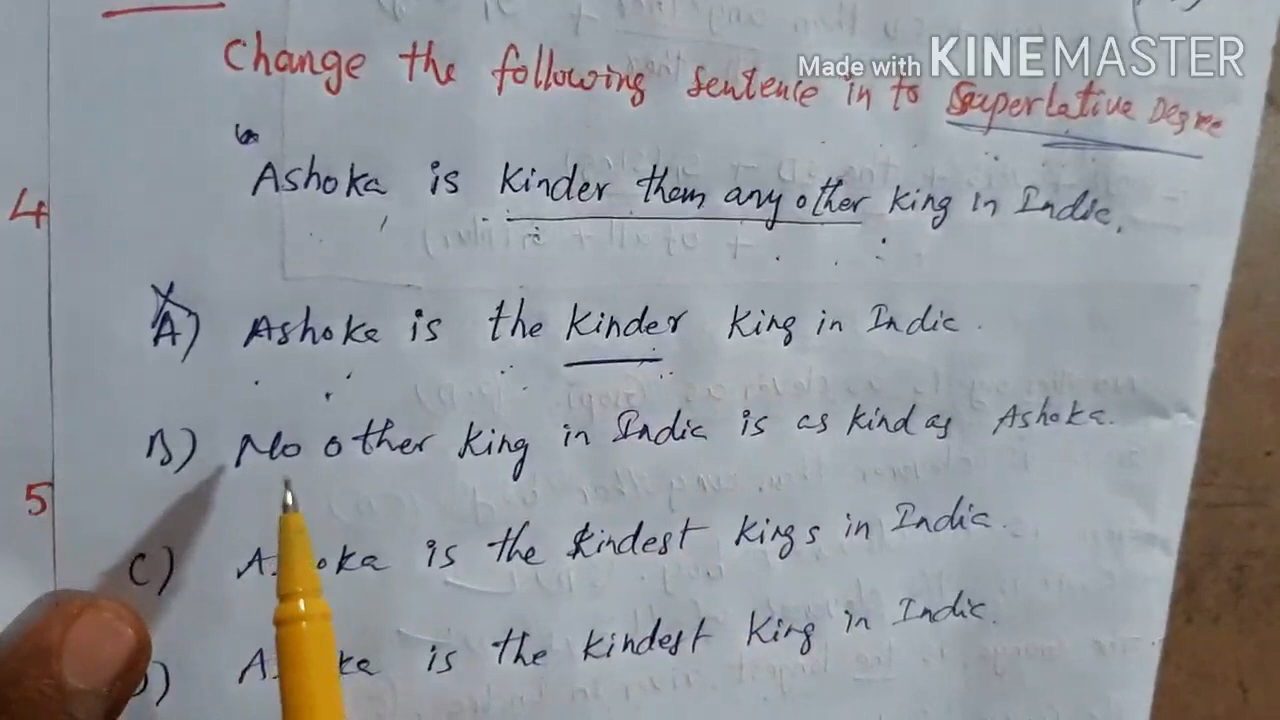 Made with KINEMASTER
Change the following sentence in to Superlative Degree
4
Ashoka is kinder than any other king in India.
A) Ashoka is the kinder king in India.
B) No other king in India is as kind as Ashoka.
5
C) A oka is the kindest kings in India.
D) A ka is the kindest king in India.